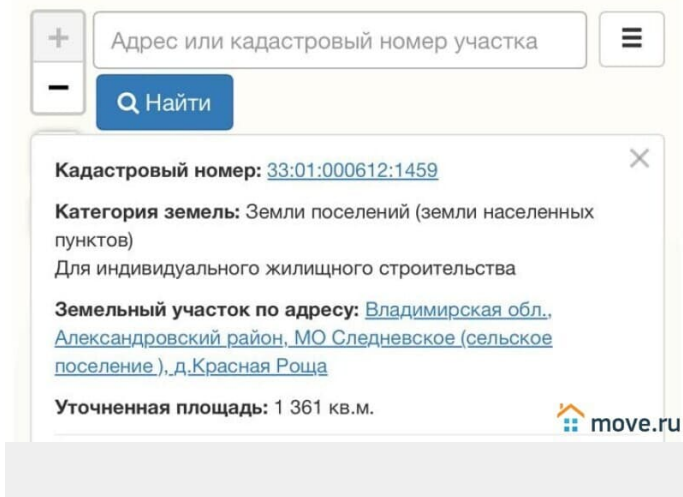 Адрес или кадастровый номер участка
Найти
Кадастровый номер: 33:01:000612:1459
Категория земель: Земли поселений (земли населенных
пунктов)
Для индивидуального жилищного строительства
Земельный участок по адресу: Владимирская обл.,
Александровский район, МО Следневское (сельское
поселение ), д.Красная Роща
Уточненная площадь: 1 361 кв.м.
move.ru